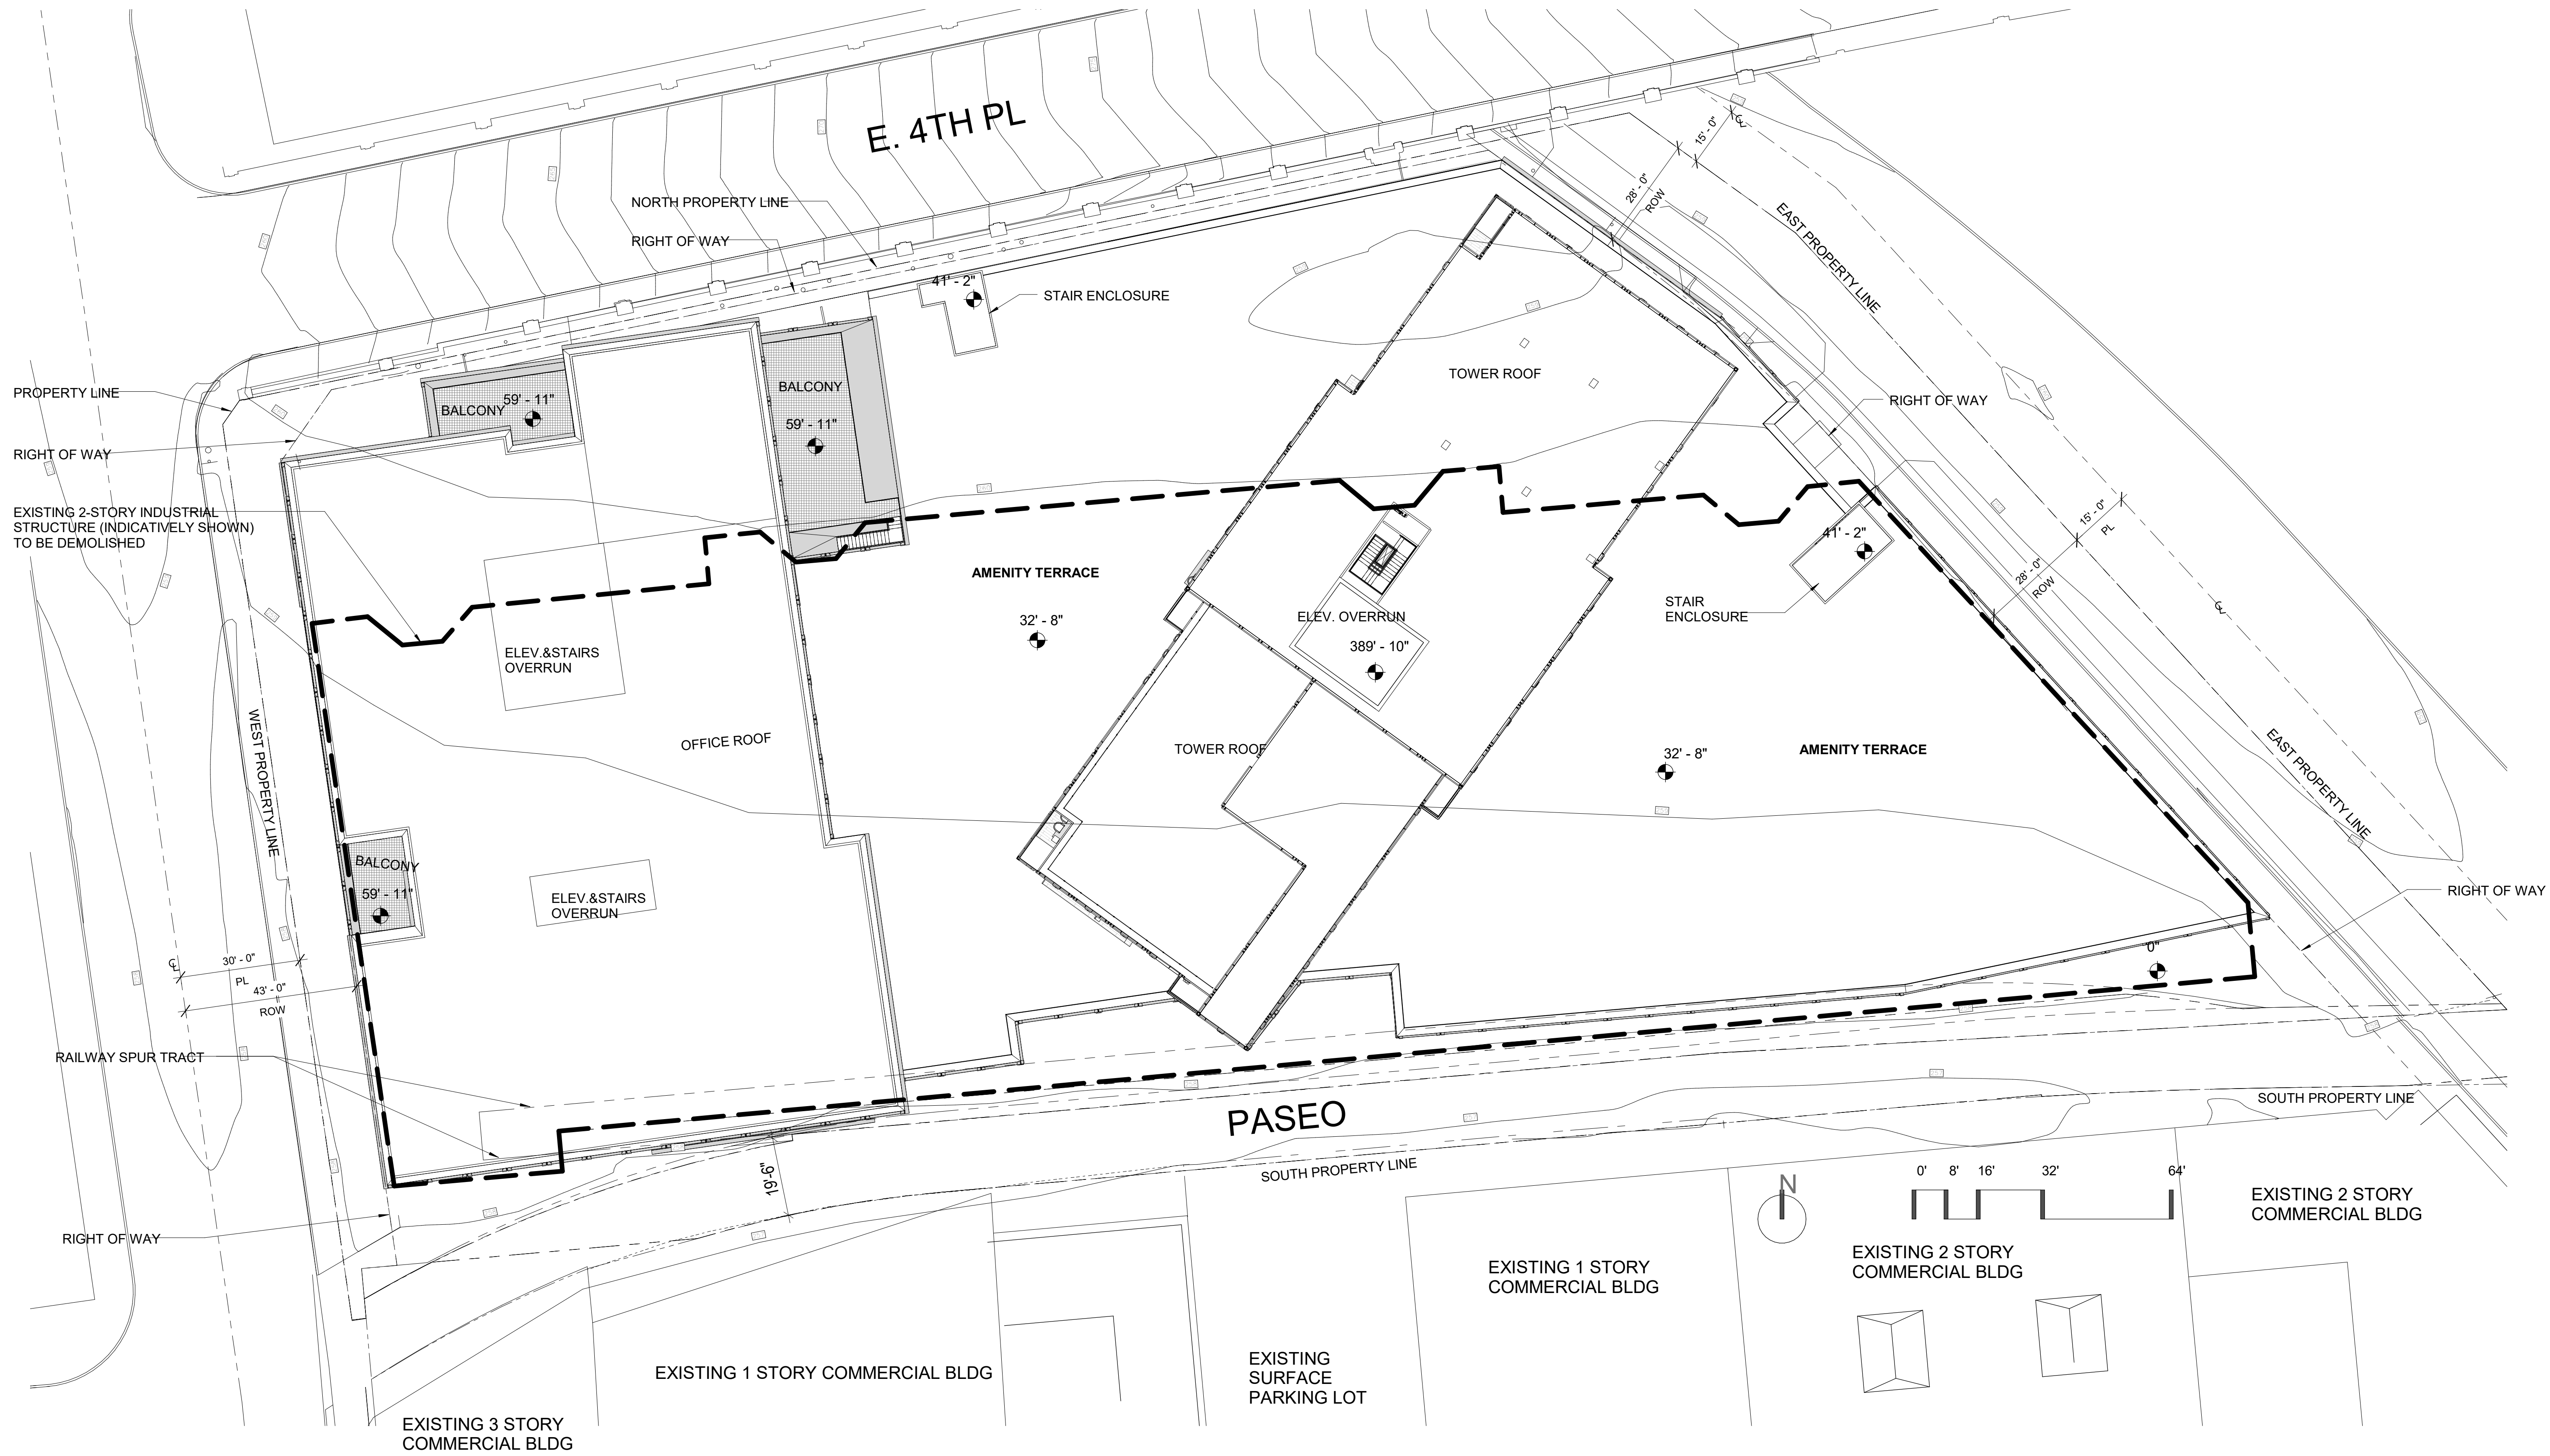 E. 4TH PL
15' - 0"
℄
28' - 0"
ROW
NORTH PROPERTY LINE
RIGHT OF WAY
EAST PROPERTY LINE
41' - 2"
STAIR ENCLOSURE
PROPERTY LINE
BALCONY
59' - 11"
BALCONY
59' - 11"
TOWER ROOF
RIGHT OF WAY
RIGHT OF WAY
EXISTING 2-STORY INDUSTRIAL
STRUCTURE (INDICATIVELY SHOWN)
TO BE DEMOLISHED
15' - 0"
PL
28' - 0"
ROW
℄
41' - 2"
AMENITY TERRACE
32' - 8"
STAIR
ENCLOSURE
ELEV. OVERRUN
389' - 10"
ELEV.&STAIRS
OVERRUN
WEST PROPERTY LINE
OFFICE ROOF
TOWER ROOF
32' - 8"
AMENITY TERRACE
EAST PROPERTY LINE
BALCONY
59' - 11"
ELEV.&STAIRS
OVERRUN
RIGHT OF WAY
℄
30' - 0"
PL
43' - 0"
ROW
0"
RAILWAY SPUR TRACT
PASEO
SOUTH PROPERTY LINE
19'-6"
SOUTH PROPERTY LINE
N
0' 8' 16' 32' 64'
RIGHT OF WAY
EXISTING 2 STORY
COMMERCIAL BLDG
EXISTING 2 STORY
COMMERCIAL BLDG
EXISTING 1 STORY
COMMERCIAL BLDG
EXISTING 1 STORY COMMERCIAL BLDG
EXISTING
SURFACE
PARKING LOT
EXISTING 3 STORY
COMMERCIAL BLDG